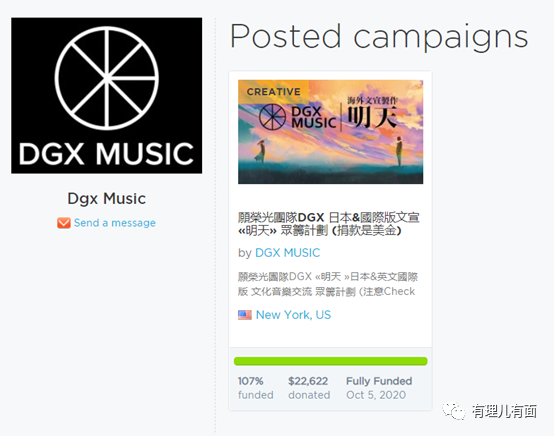 DGX MUSIC
Dgx Music
Send a message
Posted campaigns
CREATIVE
DGX
MUSIC
海外文宣製作
明天
願榮光團隊DGX 日本&國際版文宣
«明天» 眾籌計劃 (捐款是美金)
by DGX MUSIC
願榮光團隊DGX «明天 »日本&英文國際
版 文化音樂交流 眾籌計劃 (注意Check
New York, US
107%
funded
$22,622
donated
Fully Funded
Oct 5, 2020
有理儿有面